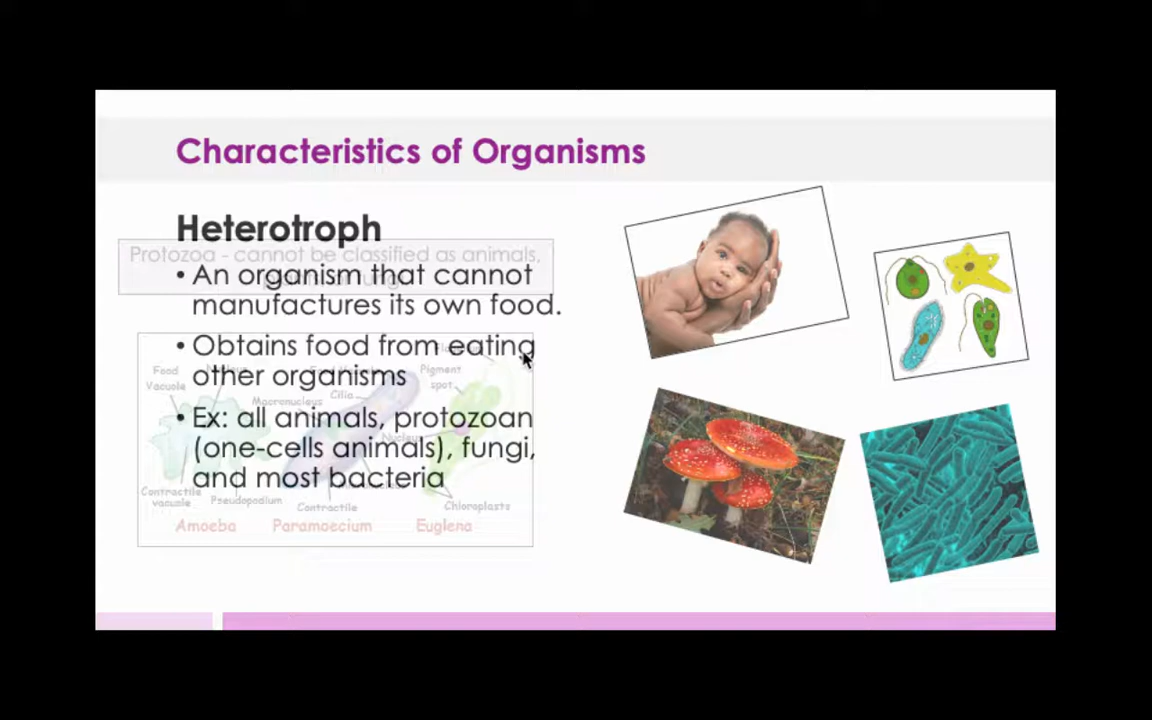 Characteristics of Organisms
Heterotroph
Protozoa - cannot be classified as animals,
• An organism that cannot
manufactures its own food.
• Obtains food from eating
other organisms
• Ex: all animals, protozoan
(one-cells animals), fungi,
and most bacteria
Food
Vacuole
Macronucleus
Cilia
Pigment
spot
Nucleus
Contractile
vacuole
Pseudopodium
Contractile
Chloroplasts
Amoeba
Paramoecium
Euglena